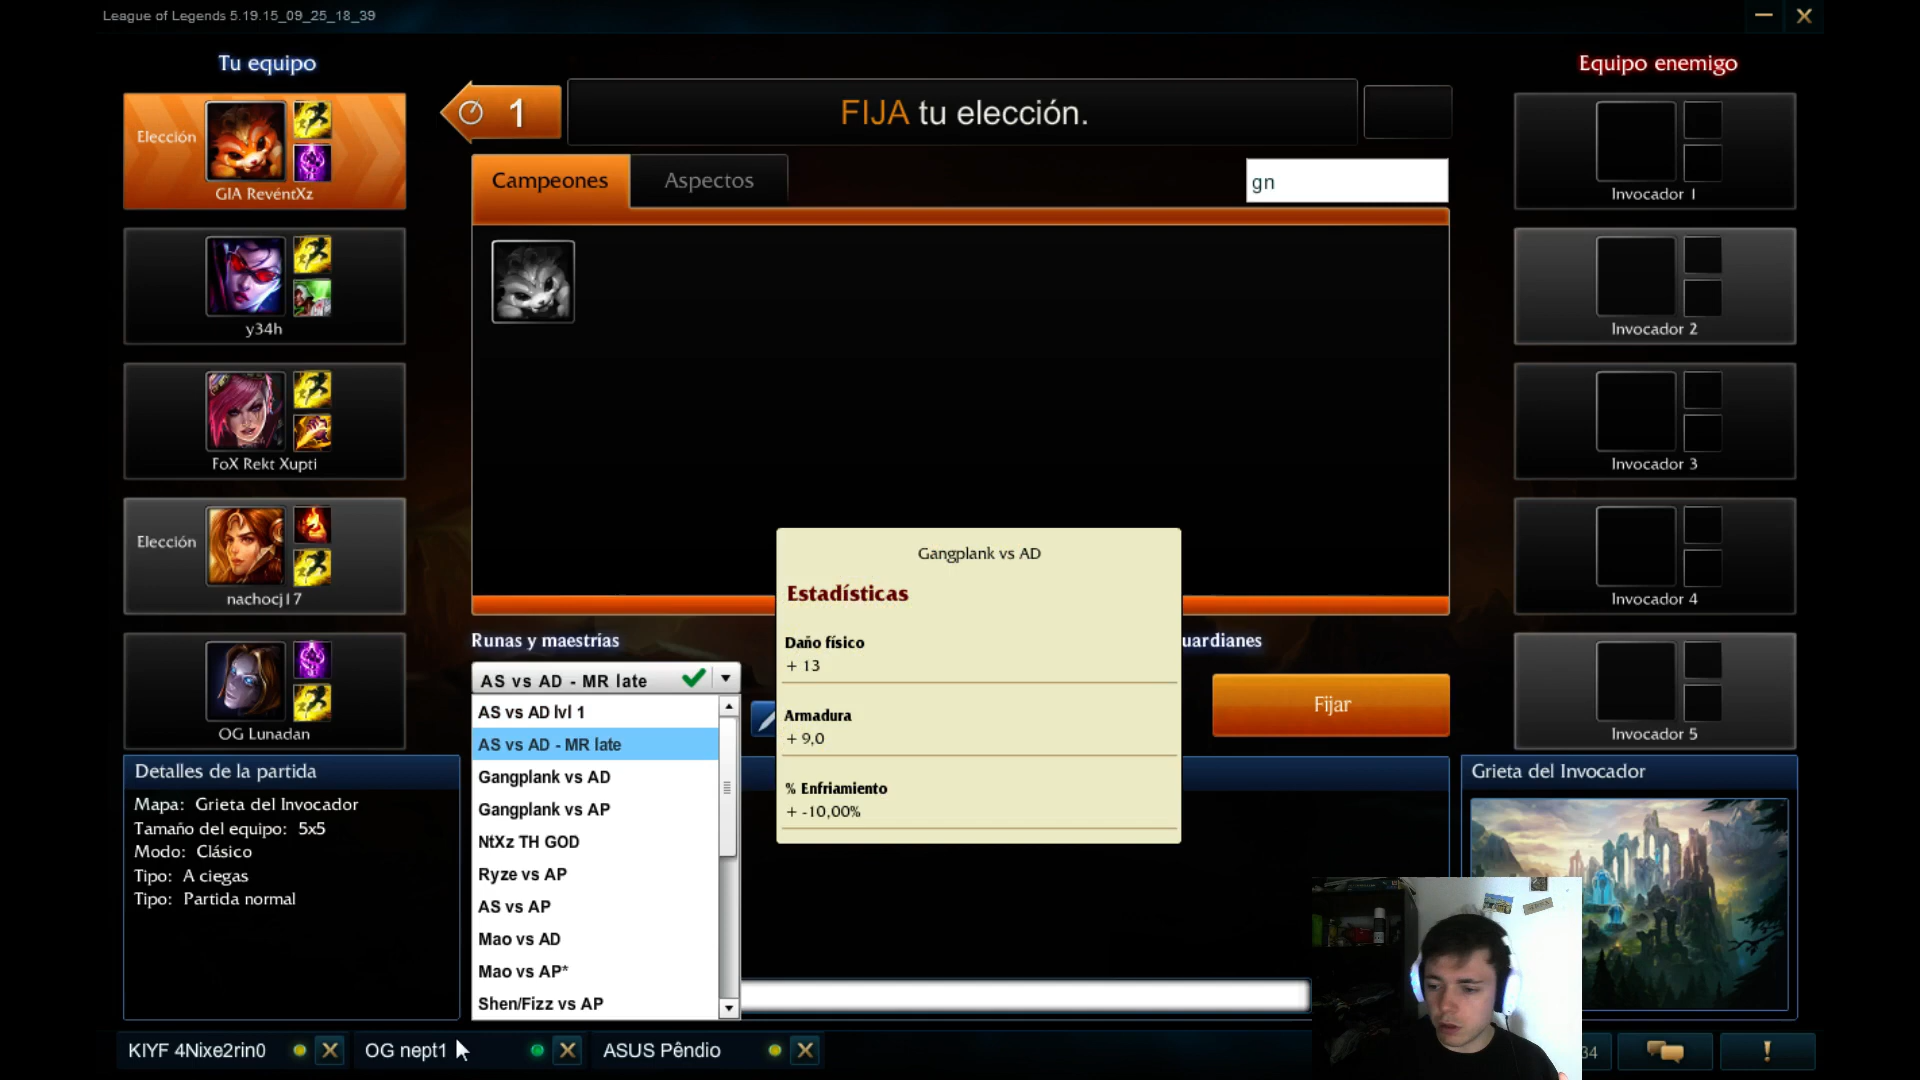 League of Legends 5.19.15_09_25_18_39
Tu equipo
Equipo enemigo
1
FIJA tu elección.
Elección
GIA RevéntXz
y34h
FoX Rekt Xupti
Elección
nachocj17
OG Lunadan
Campeones
Aspectos
gn
Invocador 1
Invocador 2
Invocador 3
Invocador 4
Invocador 5
Gangplank vs AD
Estadísticas
Daño físico
+ 13
Armadura
+ 9,0
% Enfriamiento
+ -10,00%
Runas y maestrías
uardianes
AS vs AD - MR late
AS vs AD lvl 1
AS vs AD - MR late
Gangplank vs AD
Gangplank vs AP
NtXz TH GOD
Ryze vs AP
AS vs AP
Mao vs AD
Mao vs AP*
Shen/Fizz vs AP
Fijar
Detalles de la partida
Mapa: Grieta del Invocador
Tamaño del equipo: 5x5
Modo: Clásico
Tipo: A ciegas
Tipo: Partida normal
Grieta del Invocador
KIYF 4Nixe2rin0
OG nept1
ASUS Pêndio
34